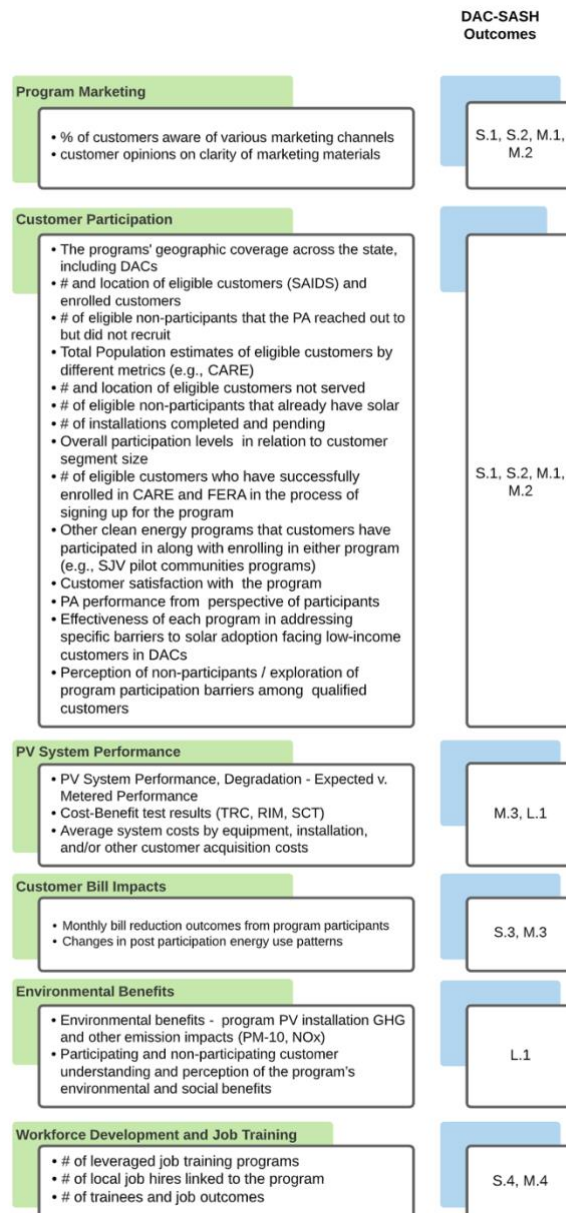 DAC-SASH
Outcomes
Program Marketing
• % of customers aware of various marketing channels
• customer opinions on clarity of marketing materials
S.1, S.2, M.1,
M.2
Customer Participation
• The programs' geographic coverage across the state,
including DACs
• # and location of eligible customers (SAIDS) and
enrolled customers
• # of eligible non-participants that the PA reached out to
but did not recruit
• Total Population estimates of eligible customers by
different metrics (e.g., CARE)
• # and location of eligible customers not served
• # of eligible non-participants that already have solar
• # of installations completed and pending
• Overall participation levels in relation to customer
segment size
• # of eligible customers who have successfully
enrolled in CARE and FERA in the process of
signing up for the program
• Other clean energy programs that customers have
participated in along with enrolling in either program
(e.g., SJV pilot communities programs)
• Customer satisfaction with the program
• PA performance from perspective of participants
• Effectiveness of each program in addressing
specific barriers to solar adoption facing low-income
customers in DACs
• Perception of non-participants / exploration of
program participation barriers among qualified
customers
S.1, S.2, M.1,
M.2
PV System Performance
• PV System Performance, Degradation - Expected v.
Metered Performance
• Cost-Benefit test results (TRC, RIM, SCT)
• Average system costs by equipment, installation,
and/or other customer acquisition costs
M.3, L.1
Customer Bill Impacts
• Monthly bill reduction outcomes from program participants
• Changes in post participation energy use patterns
S.3, M.3
Environmental Benefits
• Environmental benefits - program PV installation GHG
and other emission impacts (PM-10, NOx)
• Participating and non-participating customer
understanding and perception of the program's
environmental and social benefits
L.1
Workforce Development and Job Training
• # of leveraged job training programs
• # of local job hires linked to the program
• # of trainees and job outcomes
S.4, M.4